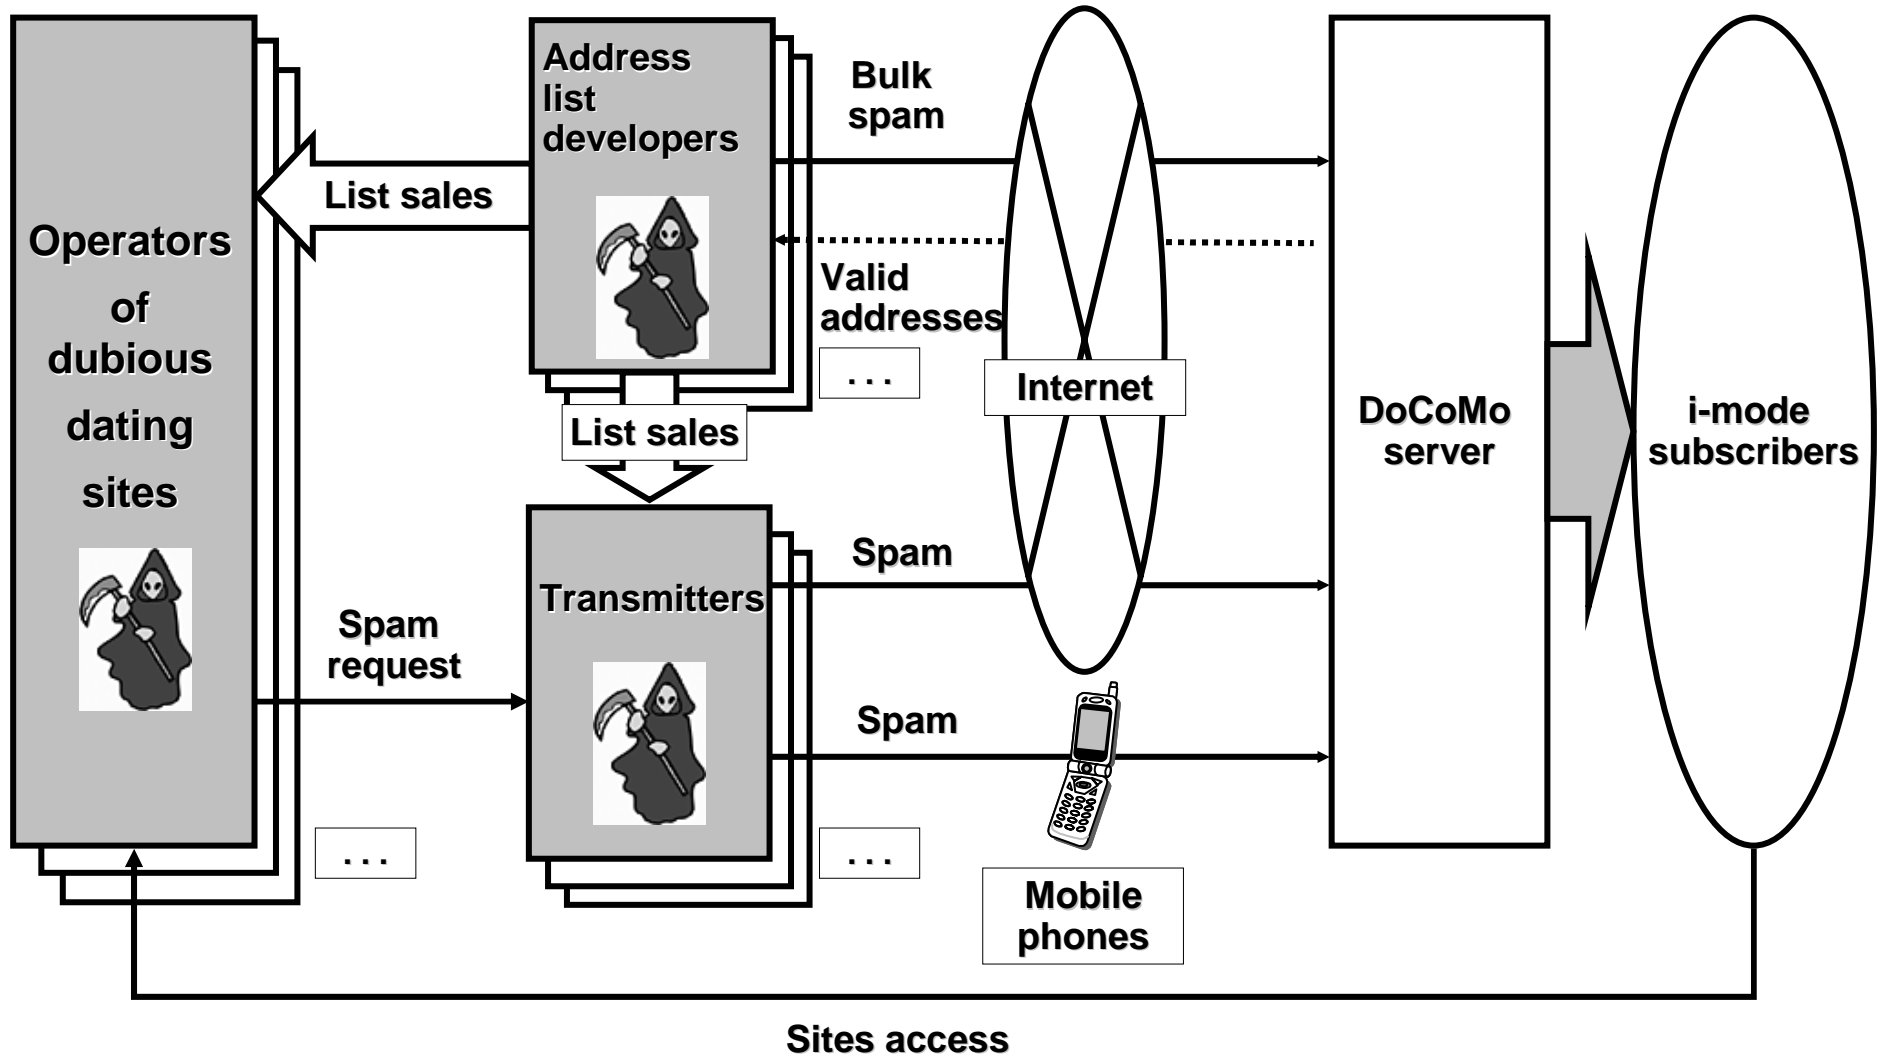 Address
list
developers
Bulk
spam
List sales
Operators
of
dubious
dating
sites
Valid
addresses
. . .
Internet
DoCoMo
server
i-mode
subscribers
List sales
Spam
Transmitters
Spam
request
Spam
. . .
. . .
Mobile
phones
Sites access